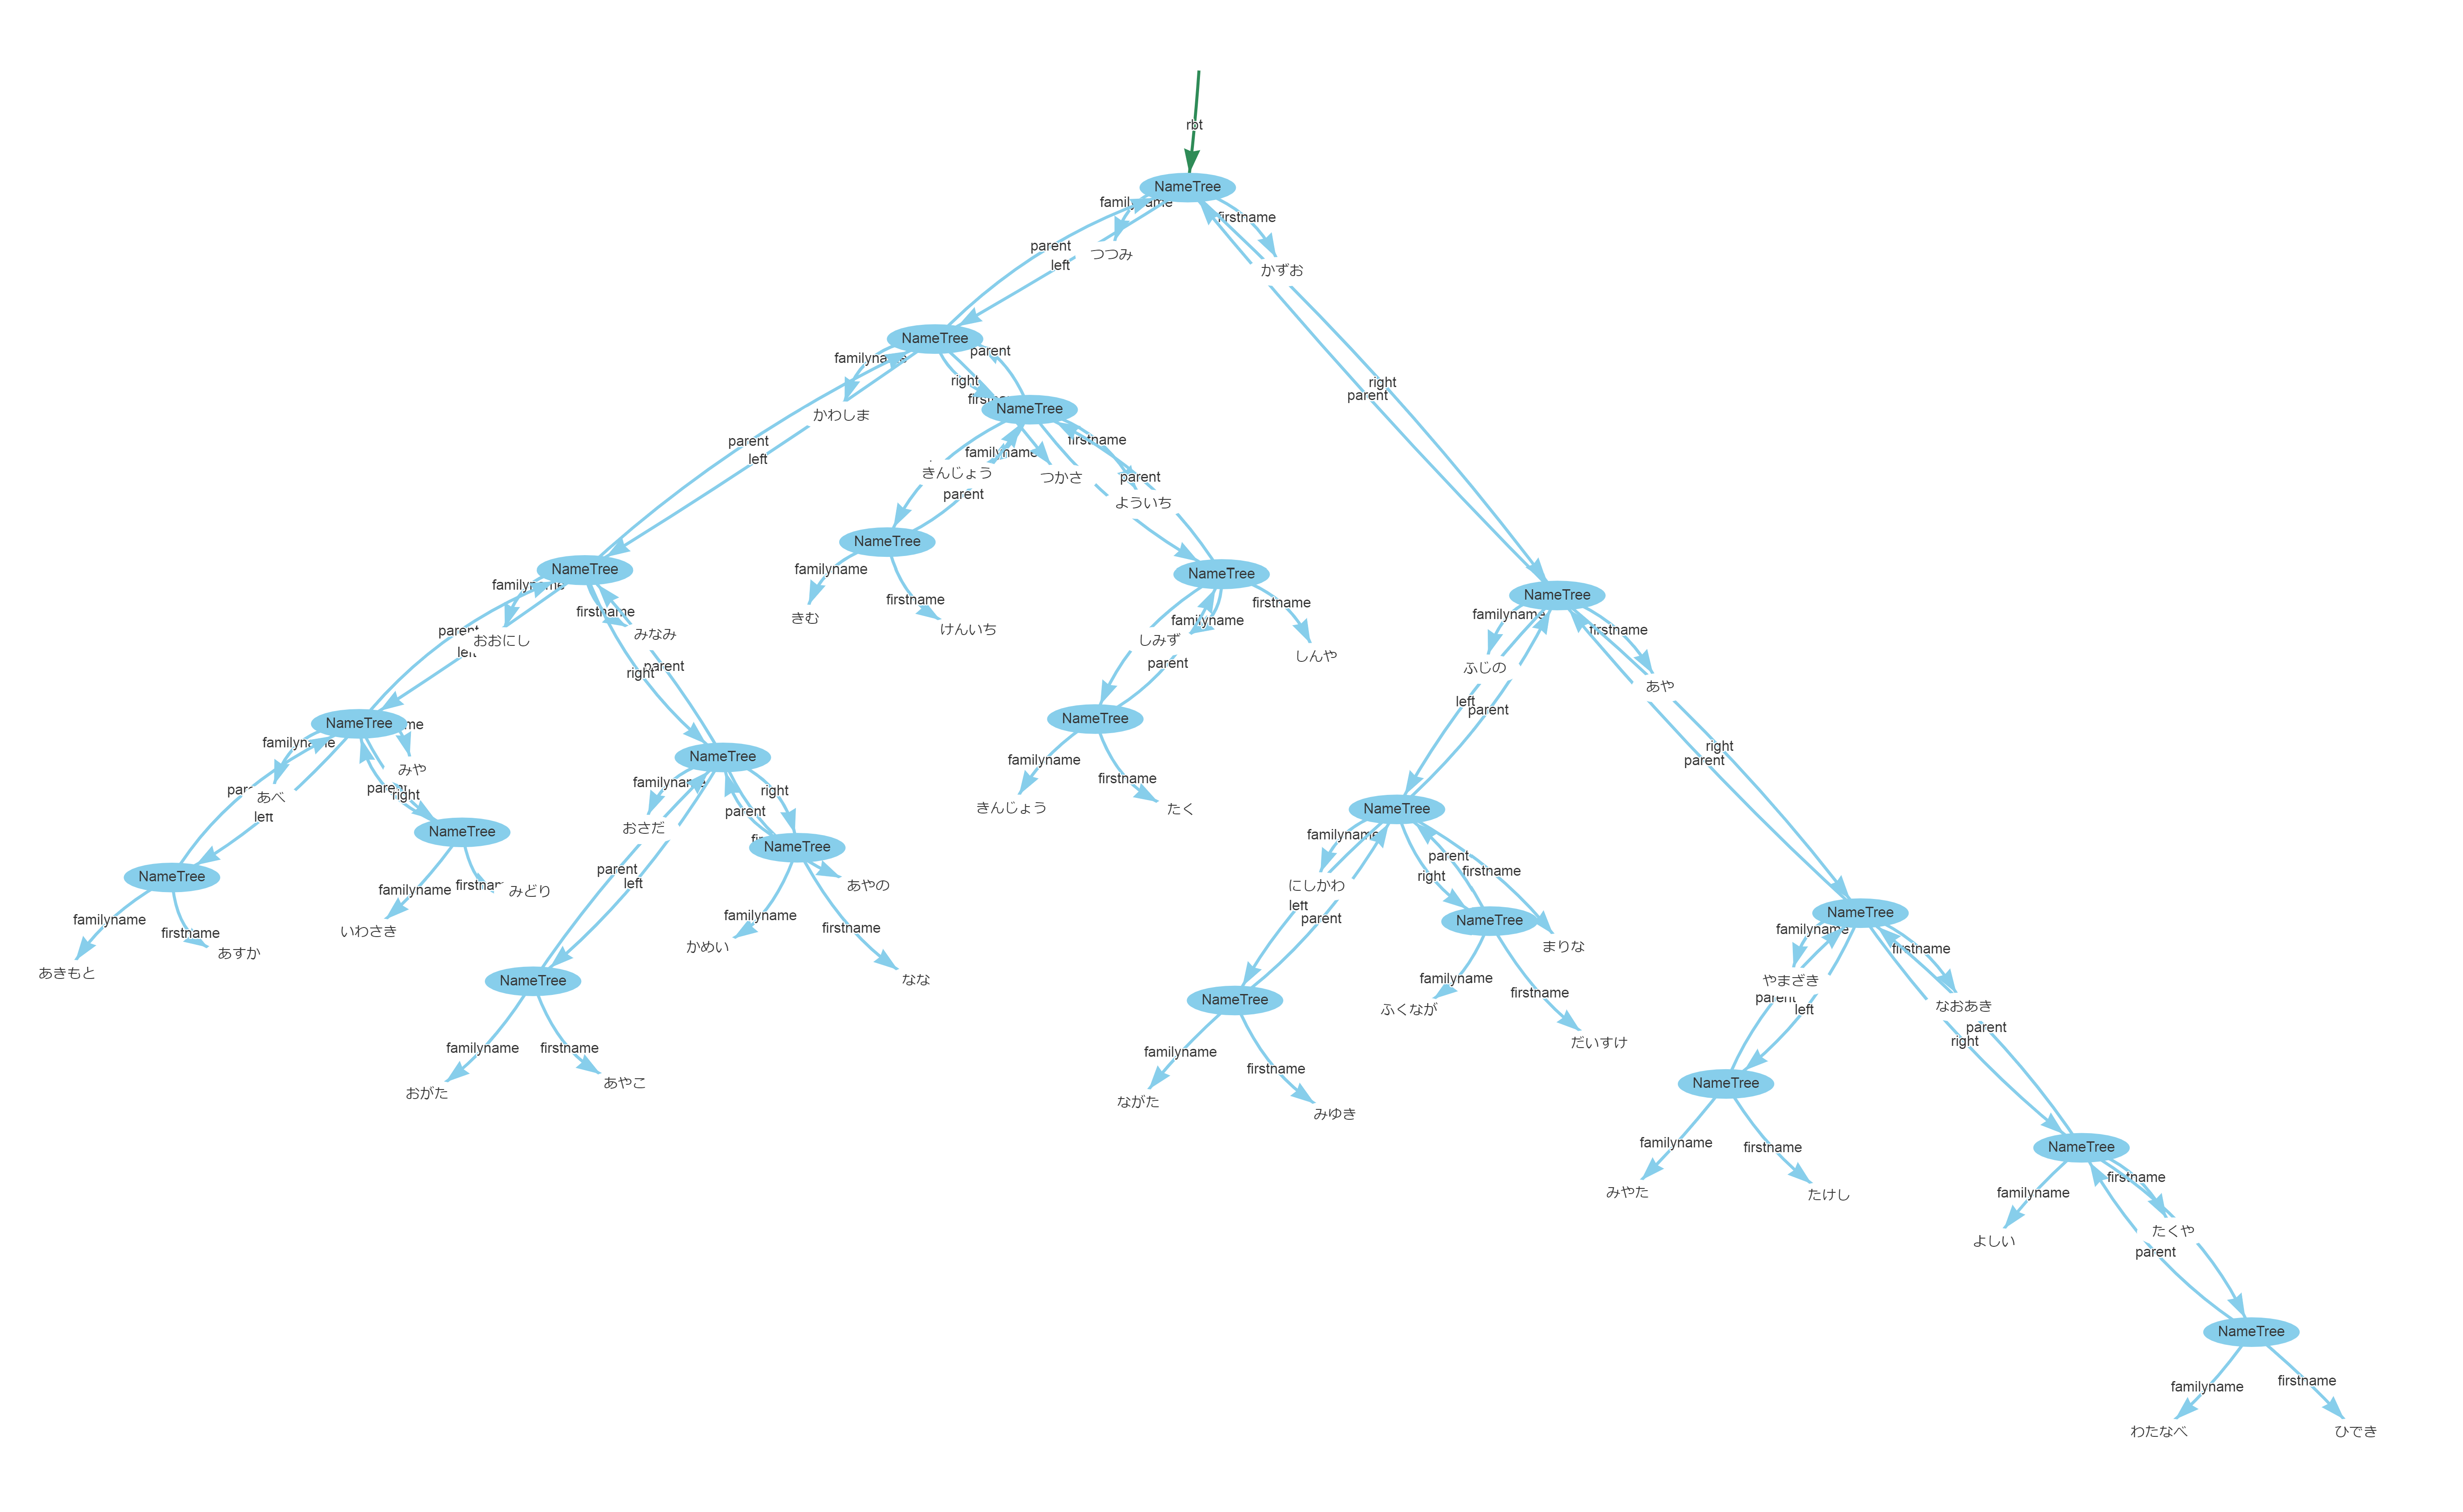 rbt
NameTree
familyname
firstname
つつみ
かずお
parent
left
right
parent
NameTree
familyname
parent
right
かわしま
つかさ
parent
left
NameTree
familyname
firstname
parent
きんじょう
よういち
parent
NameTree
familyname
firstname
きむ
けんいち
NameTree
familyname
firstname
しみず
しんや
parent
NameTree
familyname
firstname
きんじょう
たく
NameTree
familyname
firstname
おおにし
みなみ
parent
left
parent
right
NameTree
familyname
あべ
みや
left
parent
right
NameTree
familyname
firstname
あきもと
あすか
NameTree
familyname
いわさき
みどり
NameTree
familyname
right
parent
おさだ
あやの
parent
left
NameTree
familyname
firstname
かめい
なな
NameTree
familyname
firstname
おがた
あやこ
NameTree
familyname
firstname
ふじの
あや
left
parent
right
parent
NameTree
familyname
parent
firstname
right
にしかわ
まりな
left
parent
NameTree
familyname
firstname
ふくなが
だいすけ
NameTree
familyname
firstname
ながた
みゆき
NameTree
familyname
firstname
やまざき
なおあき
parent
left
parent
right
NameTree
familyname
firstname
みやた
たけし
NameTree
firstname
familyname
たくや
よしい
parent
NameTree
familyname
firstname
わたなべ
ひでき